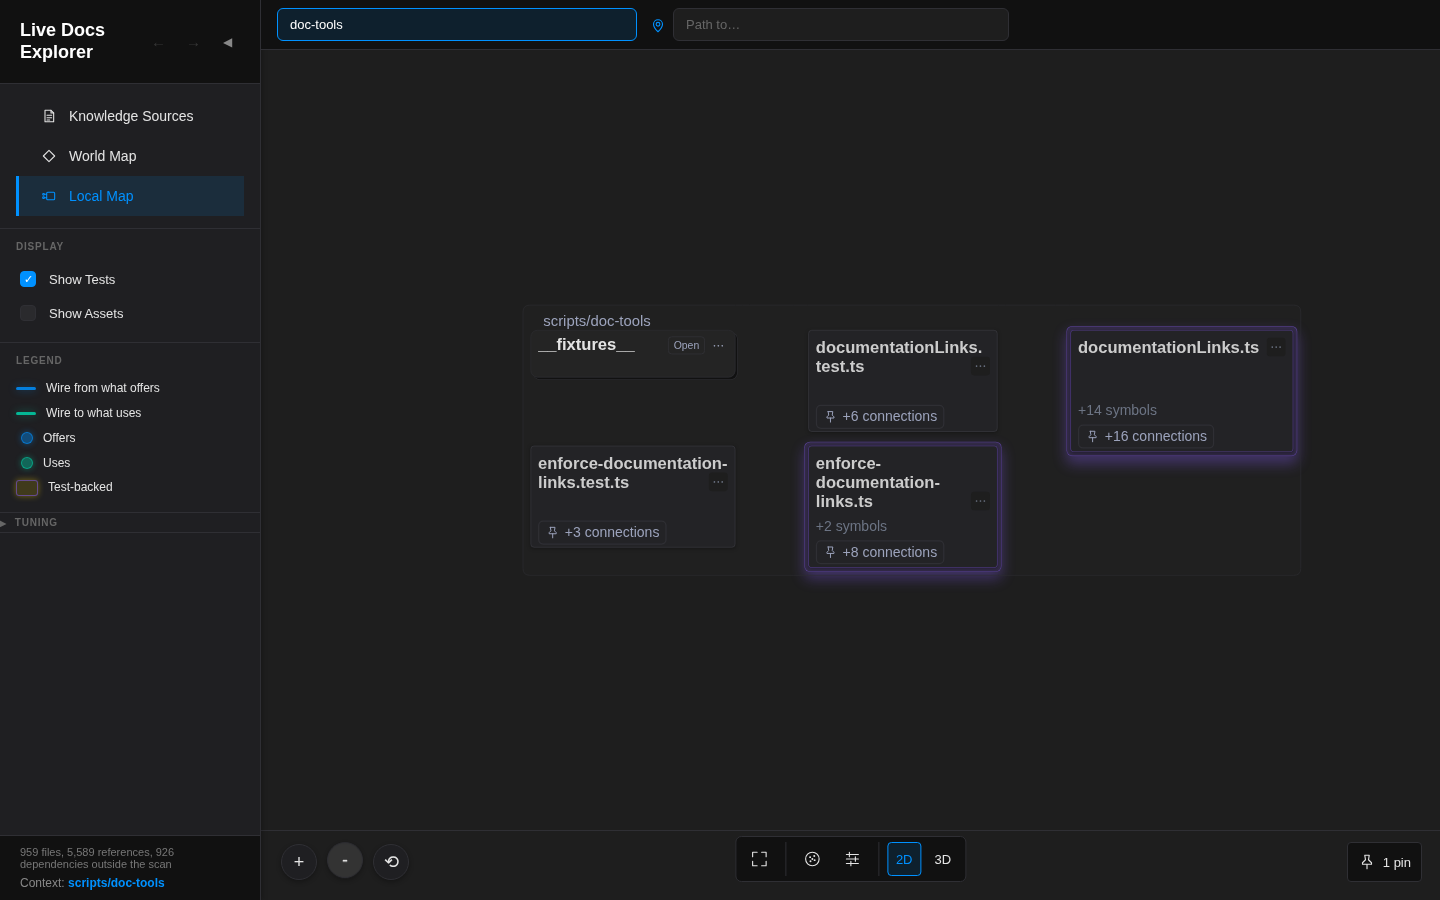 Live Docs
Explorer
← → ◀
Knowledge Sources
World Map
Local Map
DISPLAY
✓ Show Tests
Show Assets
LEGEND
Wire from what offers
Wire to what uses
Offers
Uses
Test-backed
▶ TUNING
959 files, 5,589 references, 926
dependencies outside the scan
Context: scripts/doc-tools
doc-tools
Path to…
scripts/doc-tools
__fixtures__ Open ···
documentationLinks.
test.ts ···
+6 connections
documentationLinks.ts ···
+14 symbols
+16 connections
enforce-documentation-
links.test.ts ···
+3 connections
enforce-
documentation-
links.ts ···
+2 symbols
+8 connections
+ - ⟲
2D 3D
1 pin